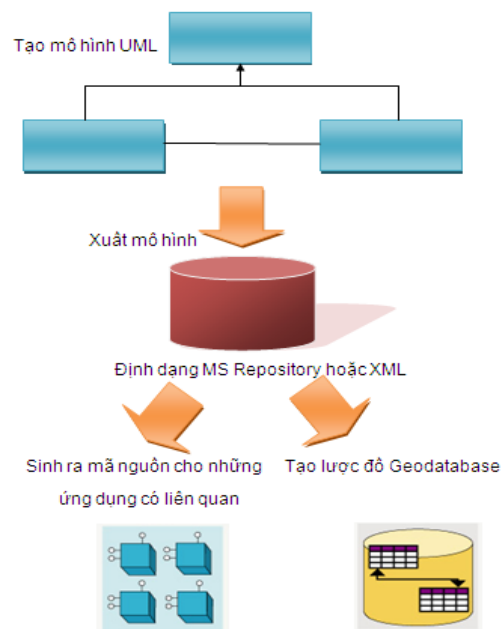 Tạo mô hình UML
Xuất mô hình
Định dạng MS Repository hoặc XML
Sinh ra mã nguồn cho những
ứng dụng có liên quan
Tạo lược đồ Geodatabase